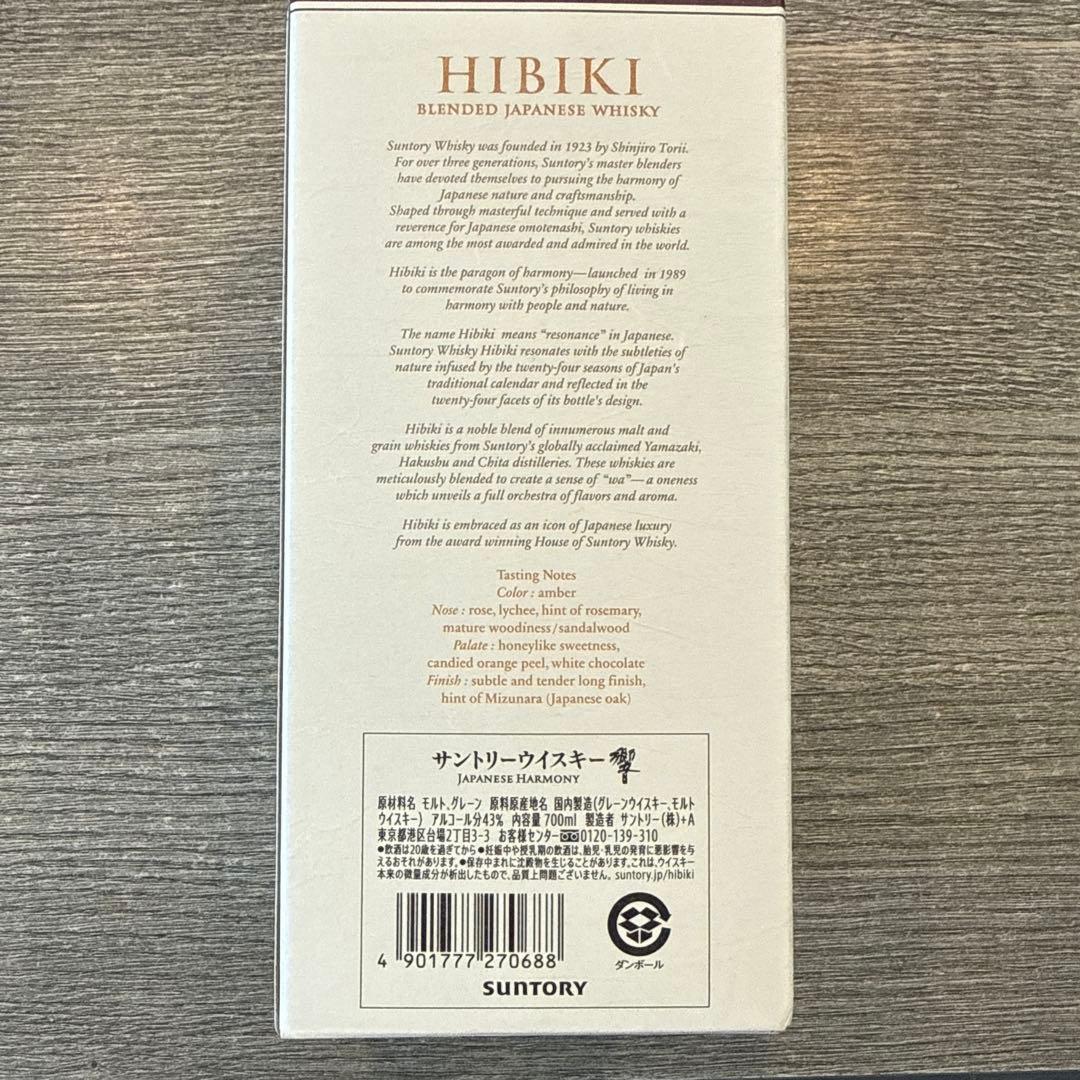 HIBIKI
BLENDED JAPANESE WHISKY
Suntory Whisky was founded in 1923 by Shinjiro Torii.
For over three generations, Suntory's master blenders
have devoted themselves to pursuing the harmony of
Japanese nature and craftsmanship.
Shaped through masterful technique and served with a
reverence for Japanese omotenashi, Suntory whiskies
are among the most awarded and admired in the world.
Hibiki is the paragon of harmony—launched in 1989
to commemorate Suntory's philosophy of living in
harmony with people and nature.
The name Hibiki means “resonance” in Japanese.
Suntory Whisky Hibiki resonates with the subtleties of
nature infused by the twenty-four seasons of Japan's
traditional calendar and reflected in the
twenty-four facets of its bottle's design.
Hibiki is a noble blend of innumerous malt and
grain whiskies from Suntory's globally acclaimed Yamazaki,
Hakushu and Chita distilleries. These whiskies are
meticulously blended to create a sense of “wa”—a oneness
which unveils a full orchestra of flavors and aroma.
Hibiki is embraced as an icon of Japanese luxury
from the award winning House of Suntory Whisky.
Tasting Notes
Color : amber
Nose : rose, lychee, hint of rosemary,
mature woodiness/sandalwood
Palate : honeylike sweetness,
candied orange peel, white chocolate
Finish : subtle and tender long finish,
hint of Mizunara (Japanese oak)
サントリーウイスキー響
JAPANESE HARMONY
原材料名 モルト、グレーン 原料原産地名 国内製造(グレーンウイスキー、モルト
ウイスキー) アルコール分43% 内容量 700ml 製造者 サントリー(株)+A
東京都港区台場2丁目3-3 お客様センター0120-139-310
●飲酒は20歳を過ぎてから●妊娠中や授乳期の飲酒は、胎児・乳児の発育に悪影響を与
えるおそれがあります。●保存中まれに沈殿物を生じることがあります。これは、ウイスキー
本来の微量成分が析出したもので、品質上問題ございません。suntory.jp/hibiki
4 901777 270688
ダンボール
SUNTORY